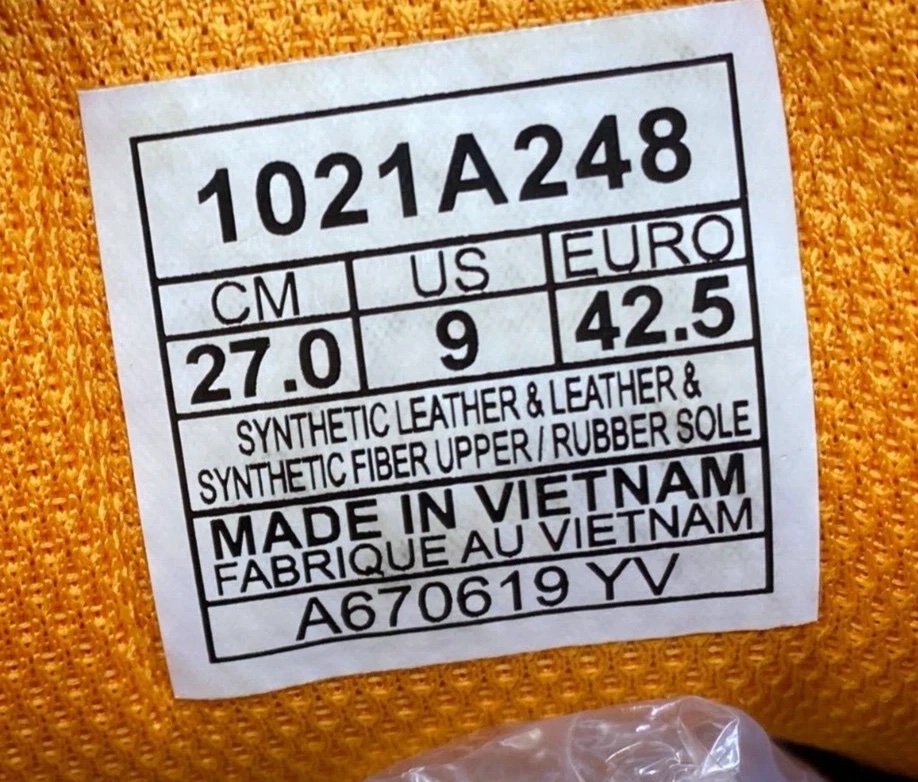 1021A248
CM US EURO
27.0 9 42.5
SYNTHETIC LEATHER & LEATHER &
SYNTHETIC FIBER UPPER / RUBBER SOLE
MADE IN VIETNAM
FABRIQUE AU VIETNAM
A670619 YV